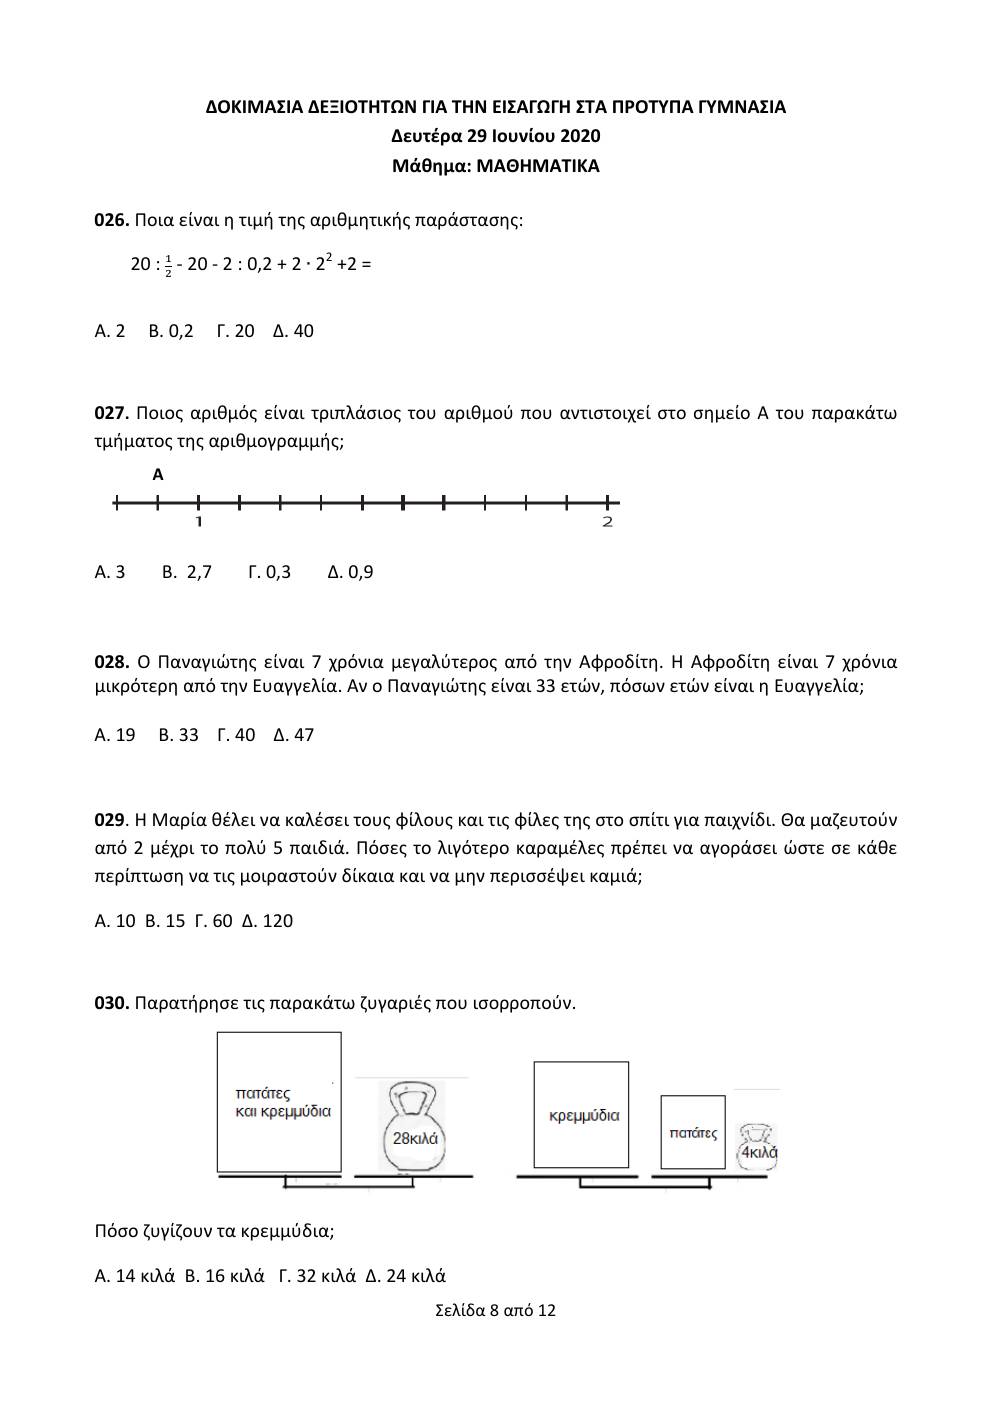 ΔΟΚΙΜΑΣΙΑ ΔΕΞΙΟΤΗΤΩΝ ΓΙΑ ΤΗΝ ΕΙΣΑΓΩΓΗ ΣΤΑ ΠΡΟΤΥΠΑ ΓΥΜΝΑΣΙΑ
Δευτέρα 29 Ιουνίου 2020
Μάθημα: ΜΑΘΗΜΑΤΙΚΑ
026. Ποια είναι η τιμή της αριθμητικής παράστασης:
20 : 1/2 - 20 - 2 : 0,2 + 2 · 2² +2 =
Α. 2 Β. 0,2 Γ. 20 Δ. 40
027. Ποιος αριθμός είναι τριπλάσιος του αριθμού που αντιστοιχεί στο σημείο Α του παρακάτω
τμήματος της αριθμογραμμής;
Α
1 2
Α. 3 Β. 2,7 Γ. 0,3 Δ. 0,9
028. Ο Παναγιώτης είναι 7 χρόνια μεγαλύτερος από την Αφροδίτη. Η Αφροδίτη είναι 7 χρόνια
μικρότερη από την Ευαγγελία. Αν ο Παναγιώτης είναι 33 ετών, πόσων ετών είναι η Ευαγγελία;
Α. 19 Β. 33 Γ. 40 Δ. 47
029. Η Μαρία θέλει να καλέσει τους φίλους και τις φίλες της στο σπίτι για παιχνίδι. Θα μαζευτούν
από 2 μέχρι το πολύ 5 παιδιά. Πόσες το λιγότερο καραμέλες πρέπει να αγοράσει ώστε σε κάθε
περίπτωση να τις μοιραστούν δίκαια και να μην περισσέψει καμιά;
Α. 10 Β. 15 Γ. 60 Δ. 120
030. Παρατήρησε τις παρακάτω ζυγαριές που ισορροπούν.
πατάτες
και κρεμμύδια
28κιλά
κρεμμύδια
πατάτες
4κιλά
Πόσο ζυγίζουν τα κρεμμύδια;
Α. 14 κιλά Β. 16 κιλά Γ. 32 κιλά Δ. 24 κιλά
Σελίδα 8 από 12